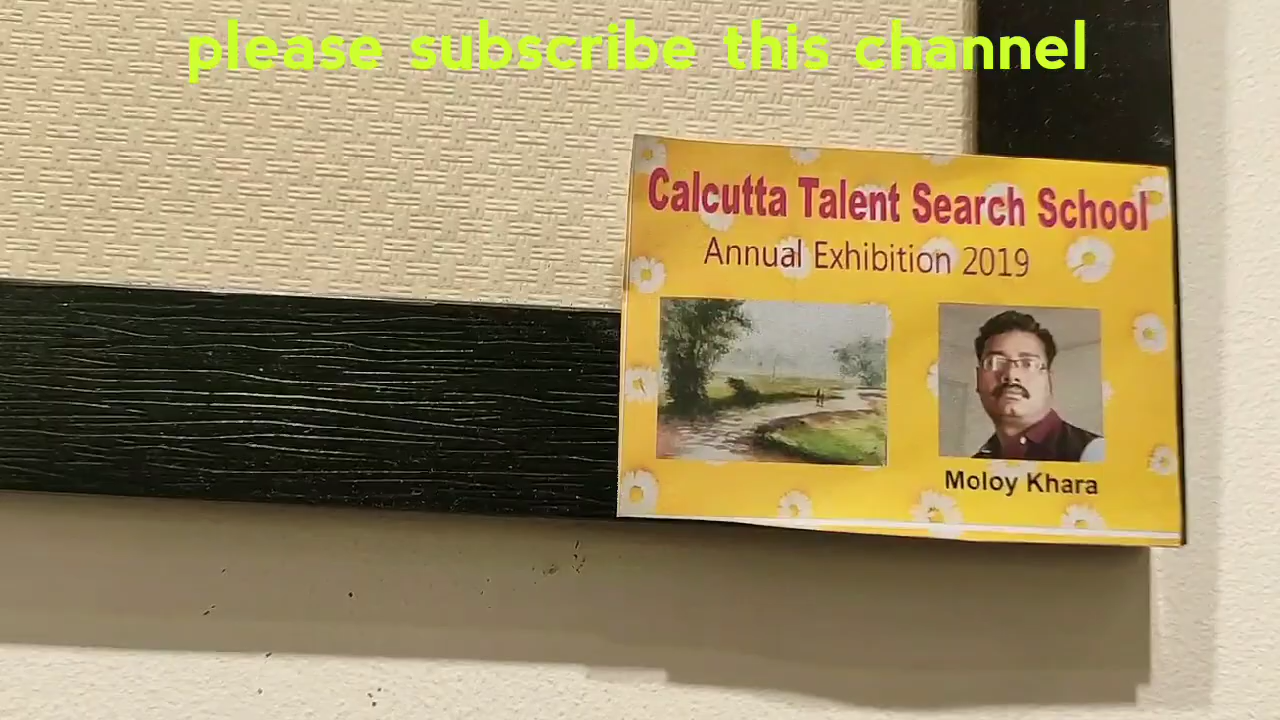 please subscribe this channel
Calcutta Talent Search School
Annual Exhibition 2019
Moloy Khara